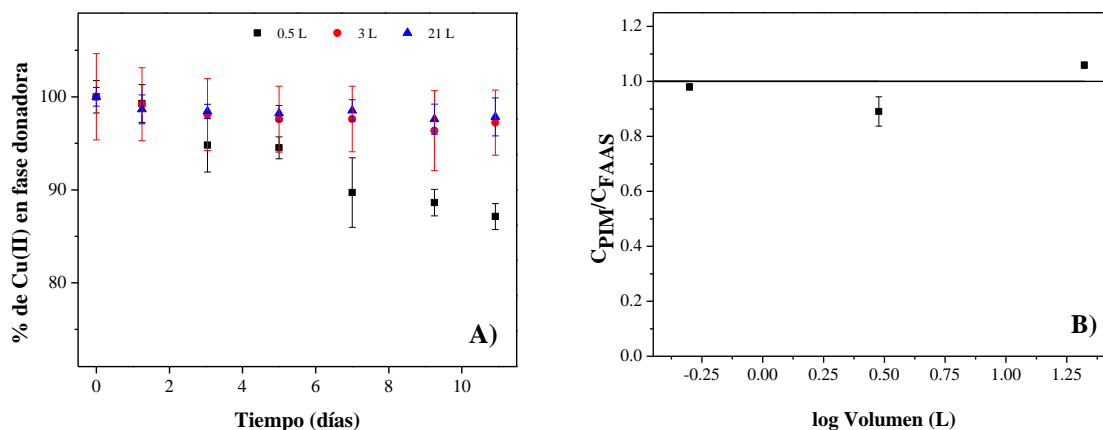 0.5 L 3 L 21 L
100
90
80
0 2 4 6 8 10
% de Cu(II) en fase donadora
Tiempo (días)
A)
1.2
1.0
0.8
0.6
0.4
0.2
0.0
-0.25 0.00 0.25 0.50 0.75 1.00 1.25
C_PIM/C_FAAS
log Volumen (L)
B)